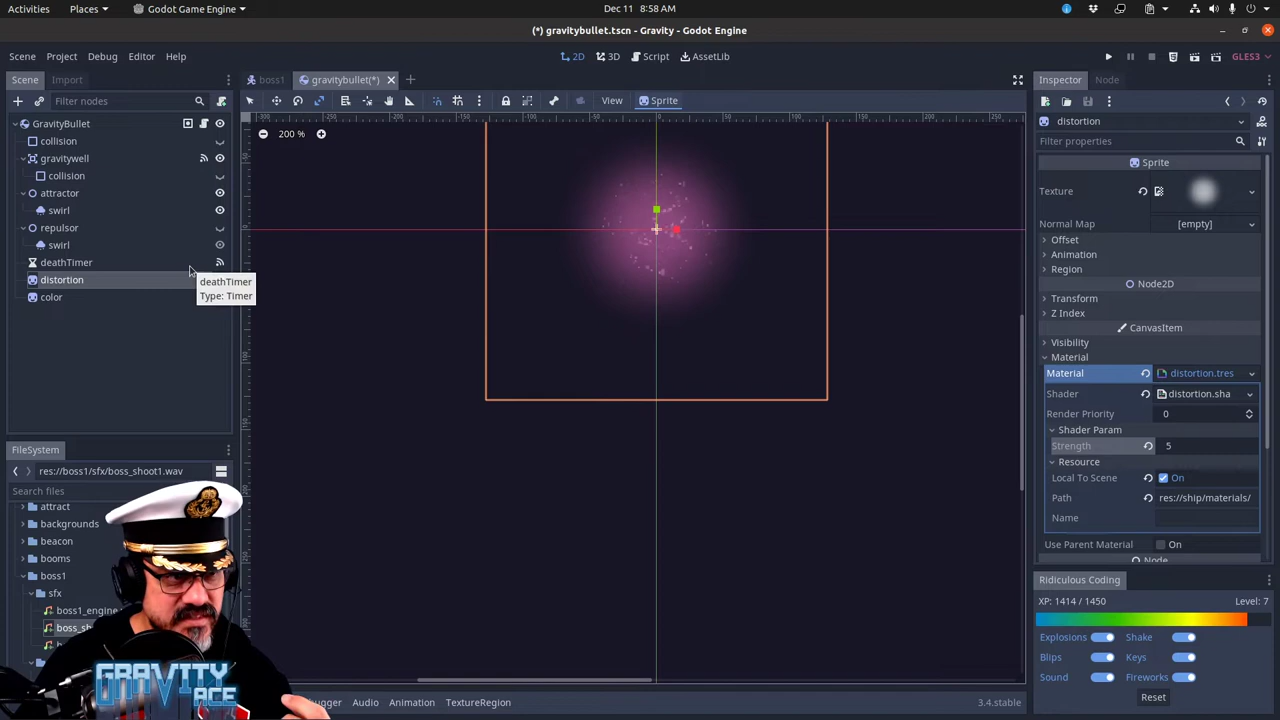 Activities Places Godot Game Engine Dec 11 8:58 AM
(*) gravitybullet.tscn - Gravity - Godot Engine
Scene Project Debug Editor Help 2D 3D Script AssetLib GLES3
Scene Import boss1 gravitybullet(*) Inspector Node
Filter nodes View Sprite
GravityBullet distortion
collision 200 % Filter properties
gravitywell Sprite
collision
attractor Texture
swirl Normal Map [empty]
repulsor Offset
swirl Animation
deathTimer Region
distortion deathTimer Node2D
color Type: Timer Transform
Z Index
CanvasItem
Visibility
Material
Material distortion.tres
Shader distortion.sha
Render Priority 0
Shader Param
FileSystem Strength 5
res://boss1/sfx/boss_shoot1.wav Resource
Search files Local To Scene On
attract Path res://ship/materials/
backgrounds Name
beacon Use Parent Material On
booms Node
boss1 Ridiculous Coding
sfx XP: 1414 / 1450 Level: 7
boss1_engine
boss_sh
Explosions Shake
Blips Keys
Sound Fireworks
GRAVITY
ACE
Audio Animation TextureRegion 3.4.stable Reset